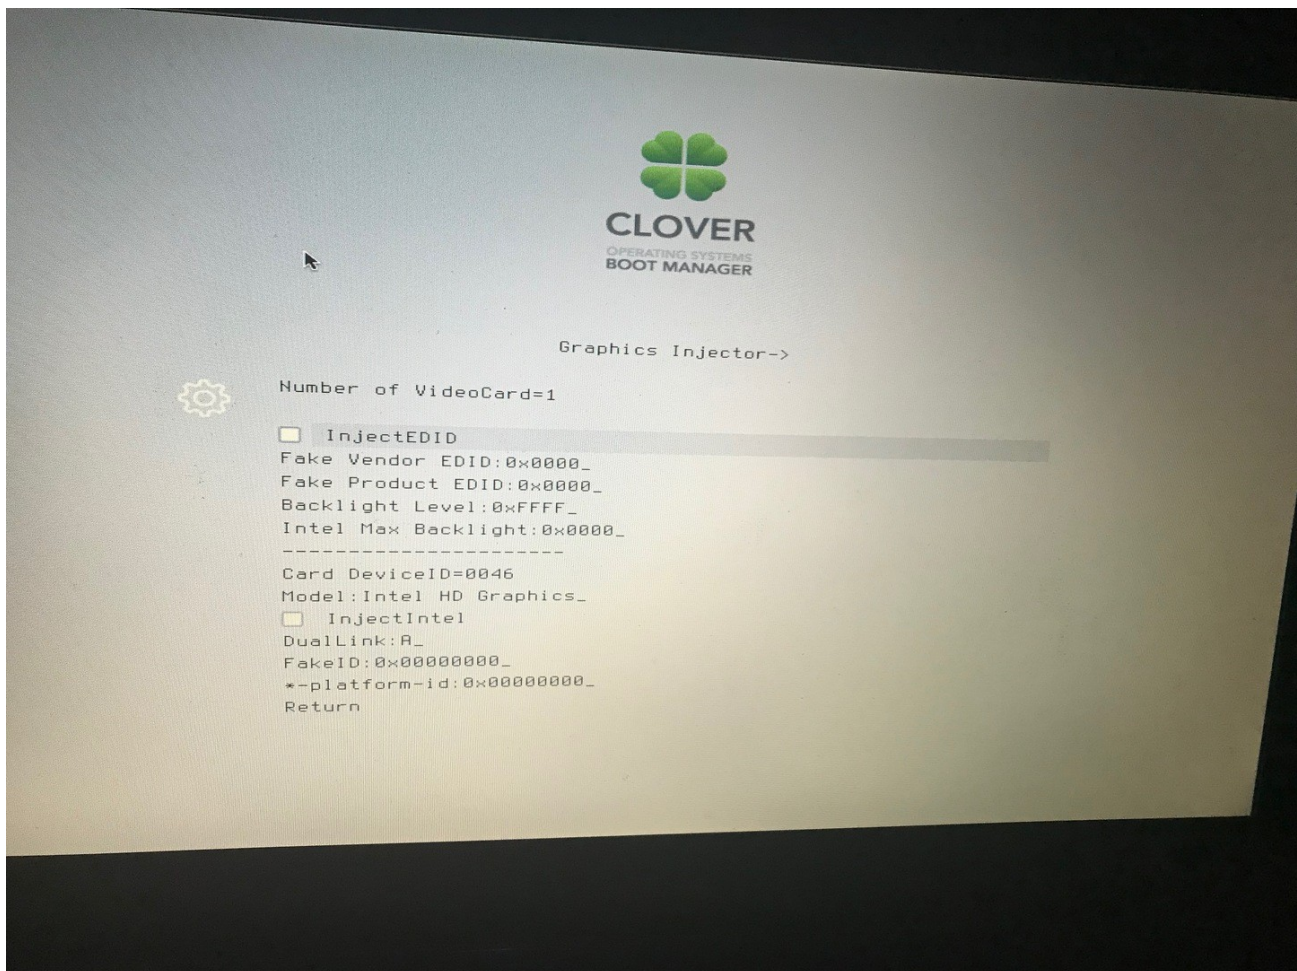 CLOVER
OPERATING SYSTEMS
BOOT MANAGER
Graphics Injector->
Number of VideoCard=1
InjectEDID
Fake Vendor EDID:0x0000_
Fake Product EDID:0x0000_
Backlight Level:0xFFFF_
Intel Max Backlight:0x0000_
----------------------
Card DeviceID=0046
Model:Intel HD Graphics_
InjectIntel
DualLink:A_
FakeID:0x00000000_
*-platform-id:0x00000000_
Return